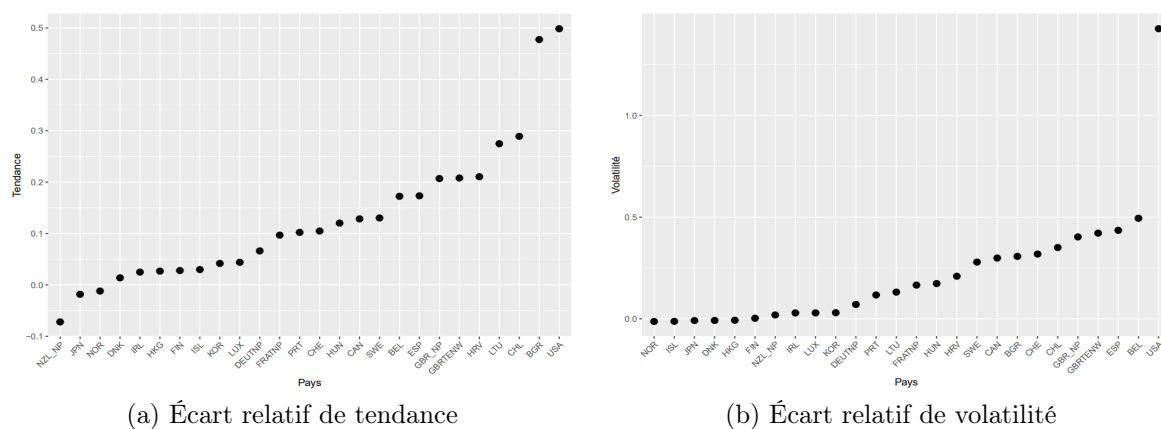 0.5
0.4
0.3
0.2
0.1
0.0
−0.1
Tendance
NZL_NP JPN NOR DNK IRL HKG FIN ISL KOR LUX DEUTNP FRATNP PRT CHE HUN CAN SWE BEL ESP GBR_NP GBRTENW HRV LTU CHL BGR USA
Pays
(a) Écart relatif de tendance
1.0
0.5
0.0
Volatilité
NOR ISL JPN DNK HKG FIN NZL_NP IRL LUX KOR DEUTNP PRT LTU FRATNP HUN HRV SWE CAN BGR CHE CHL GBR_NP GBRTENW ESP BEL USA
Pays
(b) Écart relatif de volatilité